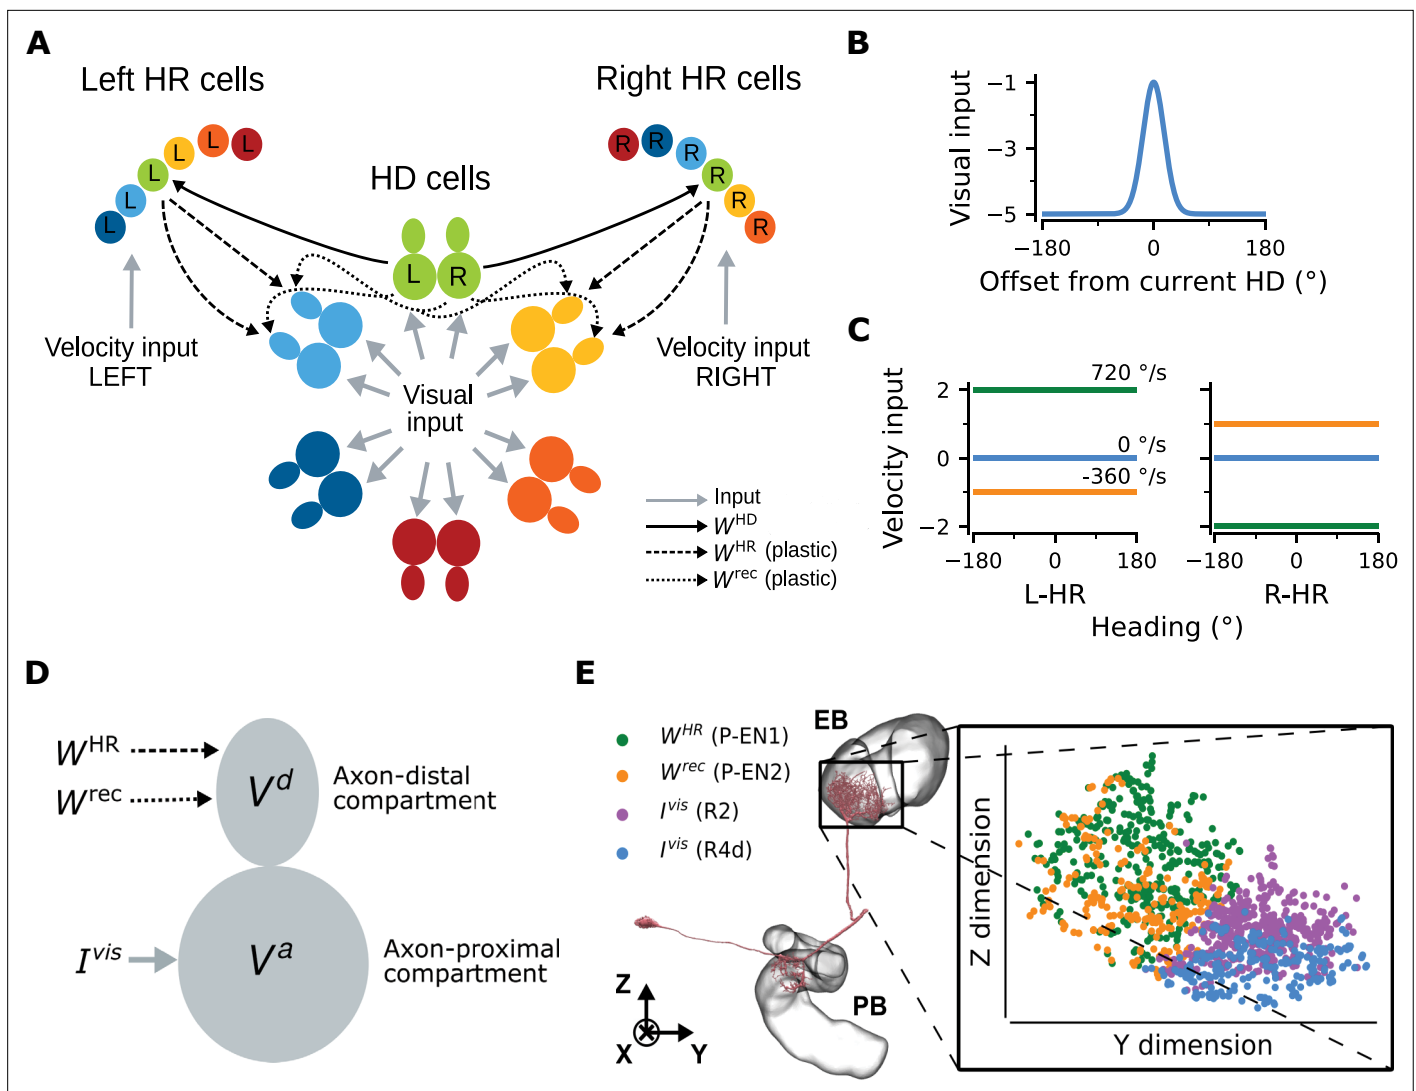 A
Left HR cells
Right HR cells
HD cells
L
L
L
L
L
L
R
R
R
R
R
R
L
R
Velocity input
LEFT
Velocity input
RIGHT
Visual
input
Input
W^HD
W^HR (plastic)
W^rec (plastic)
B
Visual input
−1
−3
−5
−180
0
180
Offset from current HD (°)
C
Velocity input
2
0
−2
720 °/s
0 °/s
-360 °/s
−180
0
180
−180
0
180
L-HR
R-HR
Heading (°)
D
W^HR
W^rec
V^d
Axon-distal
compartment
I^vis
V^a
Axon-proximal
compartment
E
W^HR (P-EN1)
W^rec (P-EN2)
I^vis (R2)
I^vis (R4d)
EB
PB
Z
X
Y
Z dimension
Y dimension